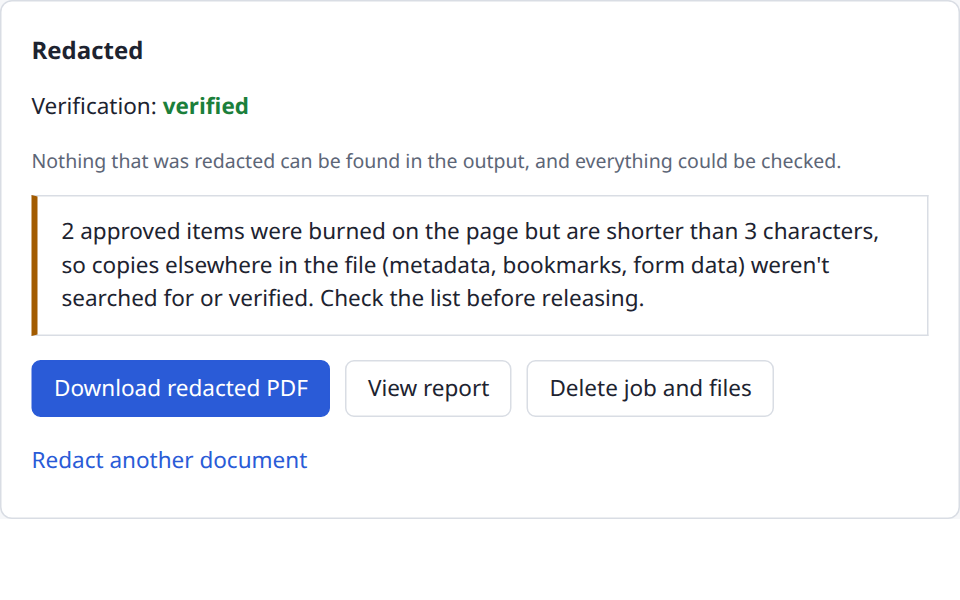 Redacted
Verification: verified
Nothing that was redacted can be found in the output, and everything could be checked.
2 approved items were burned on the page but are shorter than 3 characters,
so copies elsewhere in the file (metadata, bookmarks, form data) weren't
searched for or verified. Check the list before releasing.
Download redacted PDF
View report
Delete job and files
Redact another document